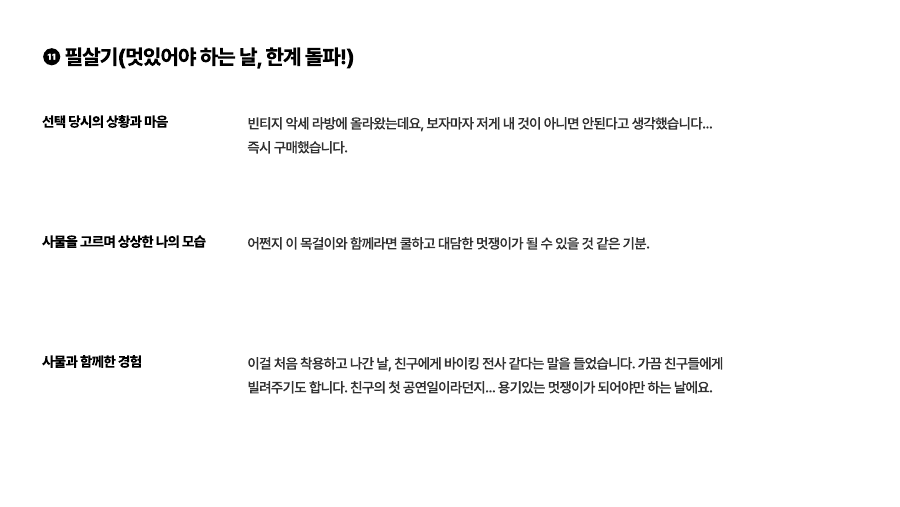 ⓫ 필살기(멋있어야 하는 날, 한계 돌파!)
선택 당시의 상황과 마음
빈티지 악세 라방에 올라왔는데요, 보자마자 저게 내 것이 아니면 안된다고 생각했습니다...
즉시 구매했습니다.
사물을 고르며 상상한 나의 모습
어쩐지 이 목걸이와 함께라면 쿨하고 대담한 멋쟁이가 될 수 있을 것 같은 기분.
사물과 함께한 경험
이걸 처음 착용하고 나간 날, 친구에게 바이킹 전사 같다는 말을 들었습니다. 가끔 친구들에게
빌려주기도 합니다. 친구의 첫 공연일이라던지... 용기있는 멋쟁이가 되어야만 하는 날에요.